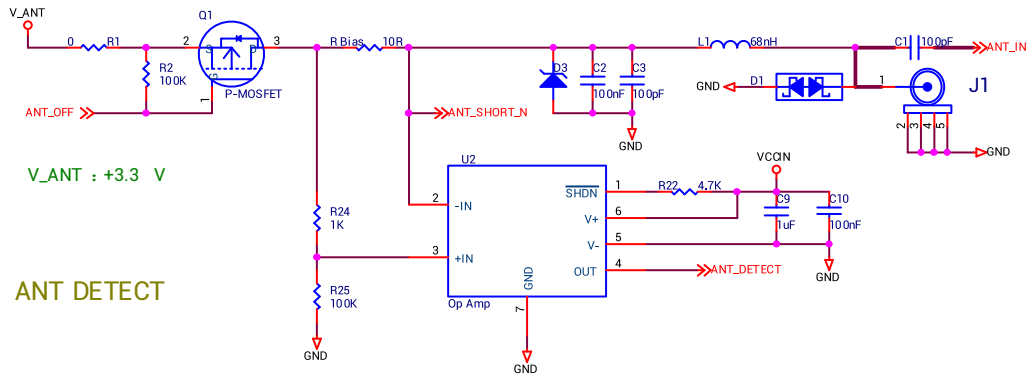 V_ANT
Q1
0 R1
2 S D 3
G
1
R Bias 10R
L1 68nH
C1 100pF
ANT_IN
R2
100K
P-MOSFET
D3
C2
100nF
C3
100pF
GND D1
1
J1
ANT_OFF
ANT_SHORT_N
2 3 4 5
GND
GND
V_ANT : +3.3 V
U2
VCCIN
SHDN 1 R22 4.7K
2 -IN
V+ 6
C9
1uF
C10
100nF
R24
1K
3 +IN
V- 5
OUT 4
ANT_DETECT
GND
GND
ANT DETECT
R25
100K
Op Amp
7
GND
GND